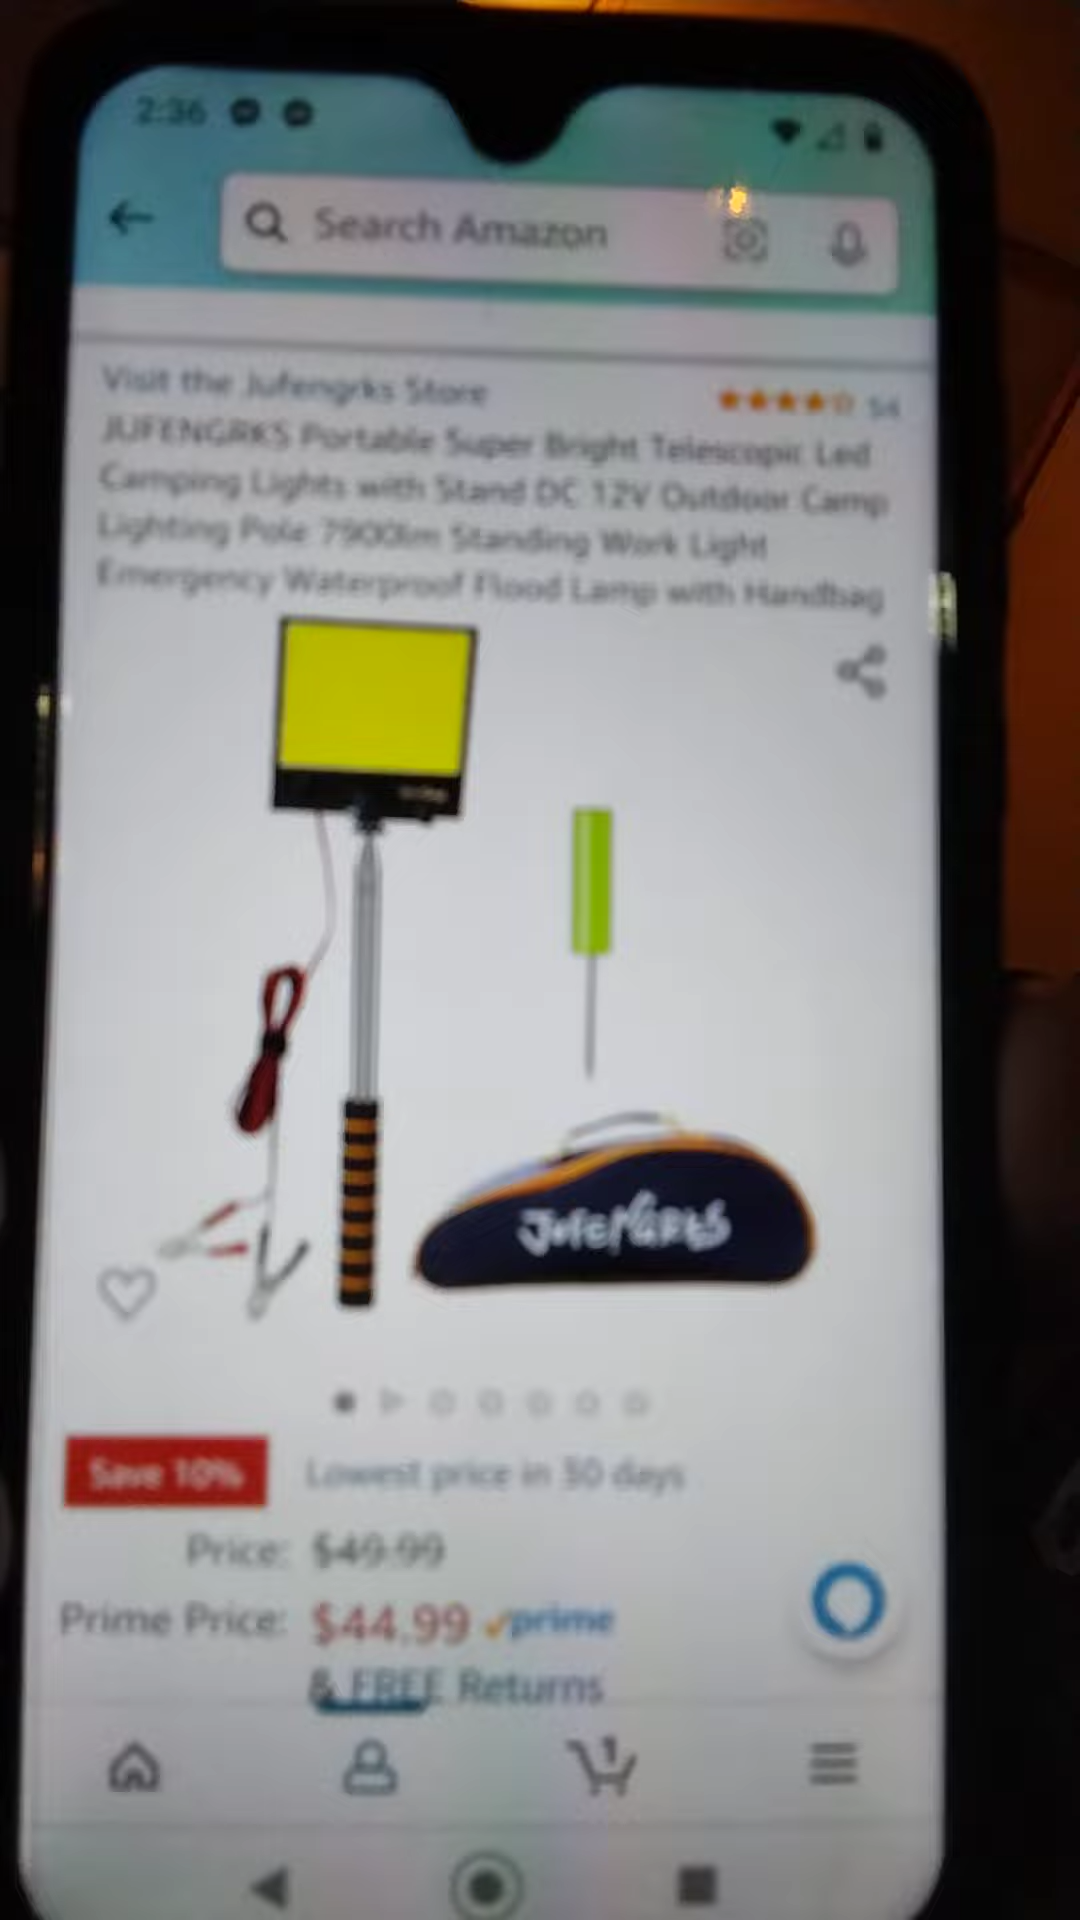 2:36
Search Amazon
Visit the Jufengrks Store 54
JUFENGRKS Portable Super Bright Telescopic Led
Camping Lights with Stand DC 12V Outdoor Camp
Lighting Pole 7900lm Standing Work Light
Emergency Waterproof Flood Lamp with Handbag
JUFENGRKS
Save 10% Lowest price in 30 days
Price: $49.99
Prime Price: $44.99 prime
& FREE Returns
1